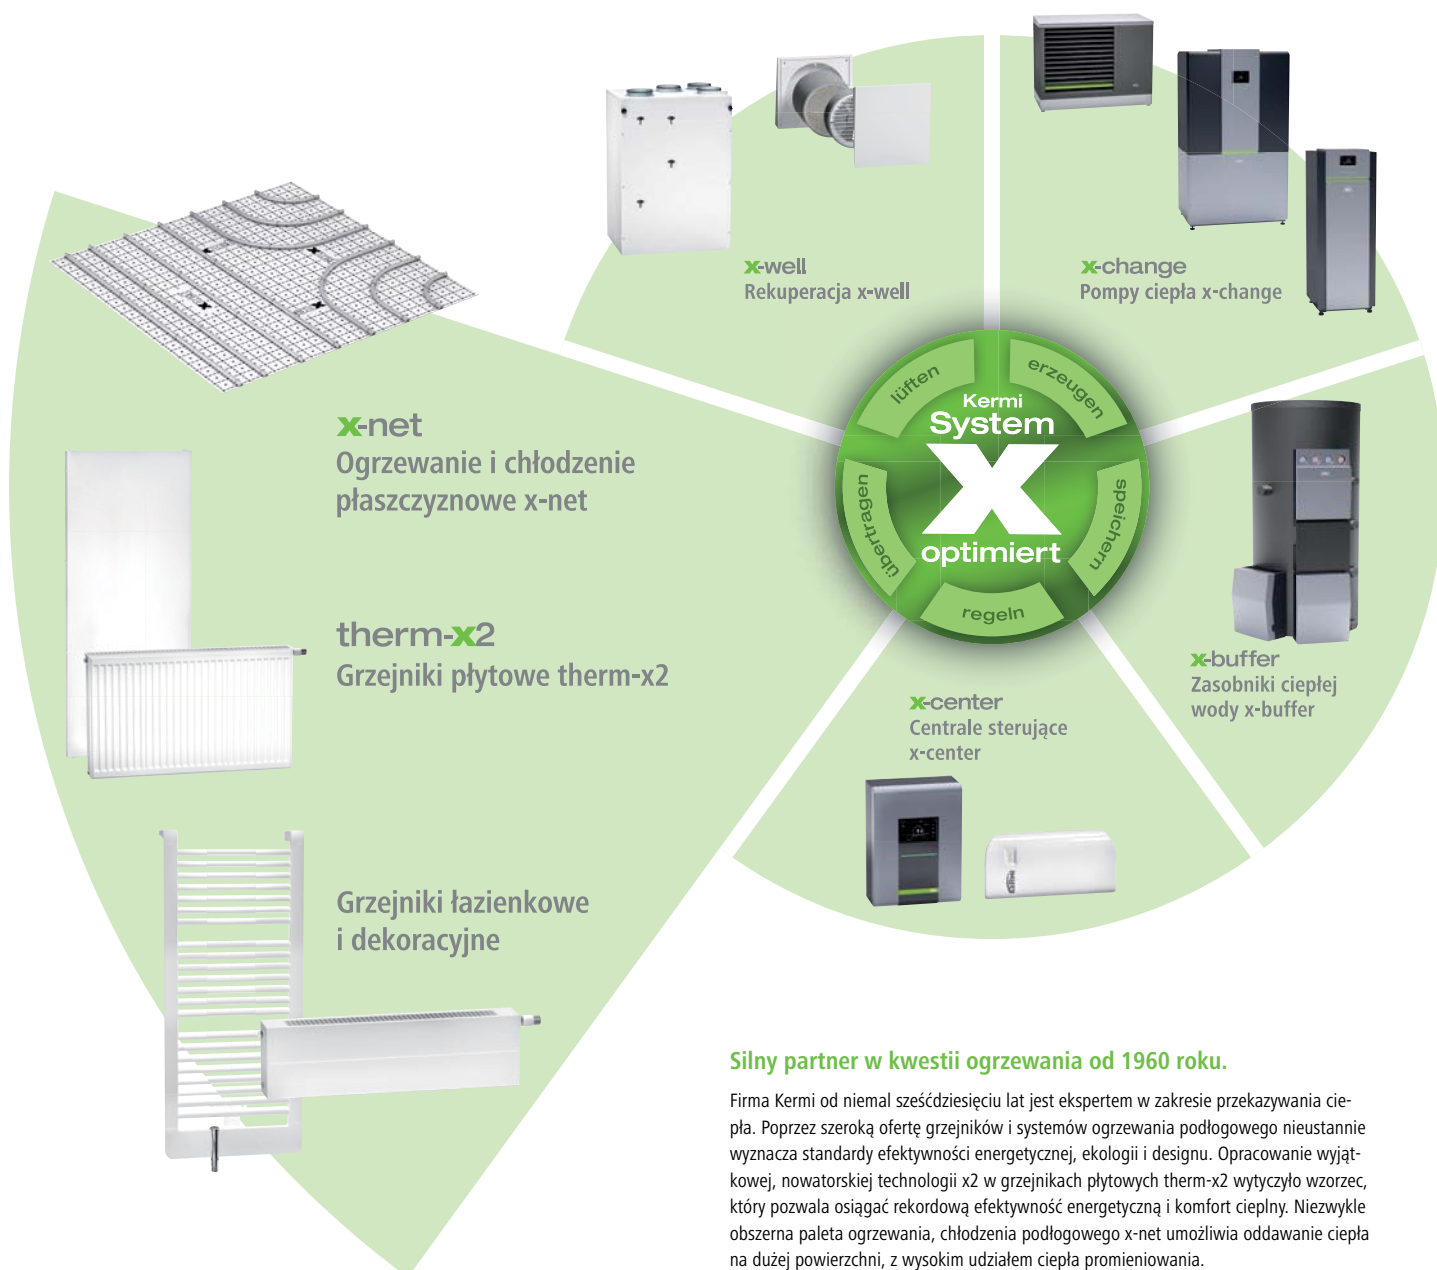 x-well
Rekuperacja x-well
x-change
Pompy ciepła x-change
x-net
Ogrzewanie i chłodzenie
płaszczyznowe x-net
lüften
erzeugen
Kermi
System
X
optimiert
übertragen
speichern
regeln
therm-x2
Grzejniki płytowe therm-x2
x-buffer
Zasobniki ciepłej
wody x-buffer
x-center
Centrale sterujące
x-center
Grzejniki łazienkowe
i dekoracyjne
Silny partner w kwestii ogrzewania od 1960 roku.
Firma Kermi od niemal sześćdziesięciu lat jest ekspertem w zakresie przekazywania cie-
pła. Poprzez szeroką ofertę grzejników i systemów ogrzewania podłogowego nieustannie
wyznacza standardy efektywności energetycznej, ekologii i designu. Opracowanie wyjąt-
kowej, nowatorskiej technologii x2 w grzejnikach płytowych therm-x2 wytyczyło wzorzec,
który pozwala osiągać rekordową efektywność energetyczną i komfort cieplny. Niezwykle
obszerna paleta ogrzewania, chłodzenia podłogowego x-net umożliwia oddawanie ciepła
na dużej powierzchni, z wysokim udziałem ciepła promieniowania.